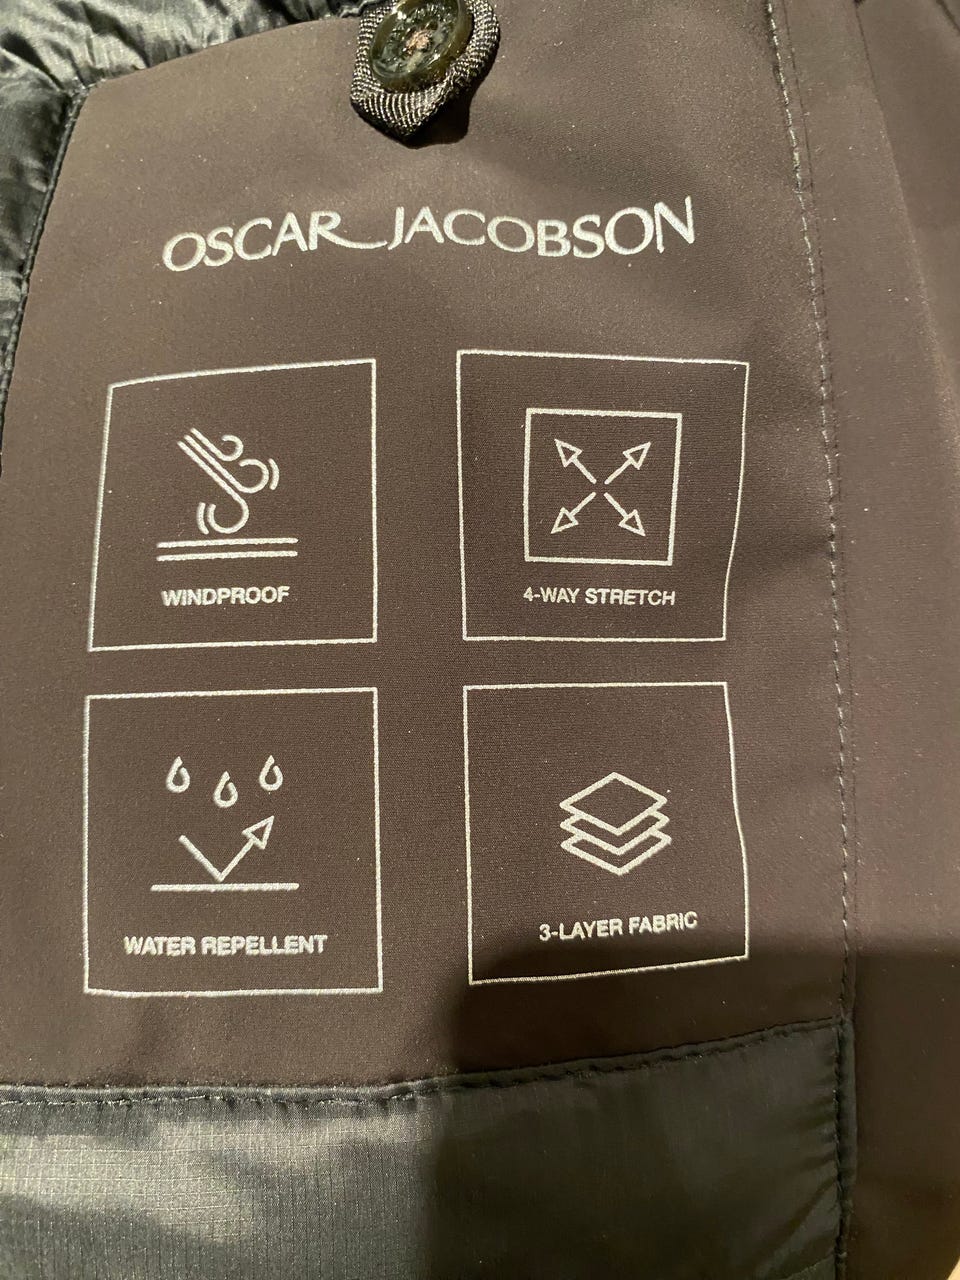 OSCAR JACOBSON
WINDPROOF
4-WAY STRETCH
WATER REPELLENT
3-LAYER FABRIC